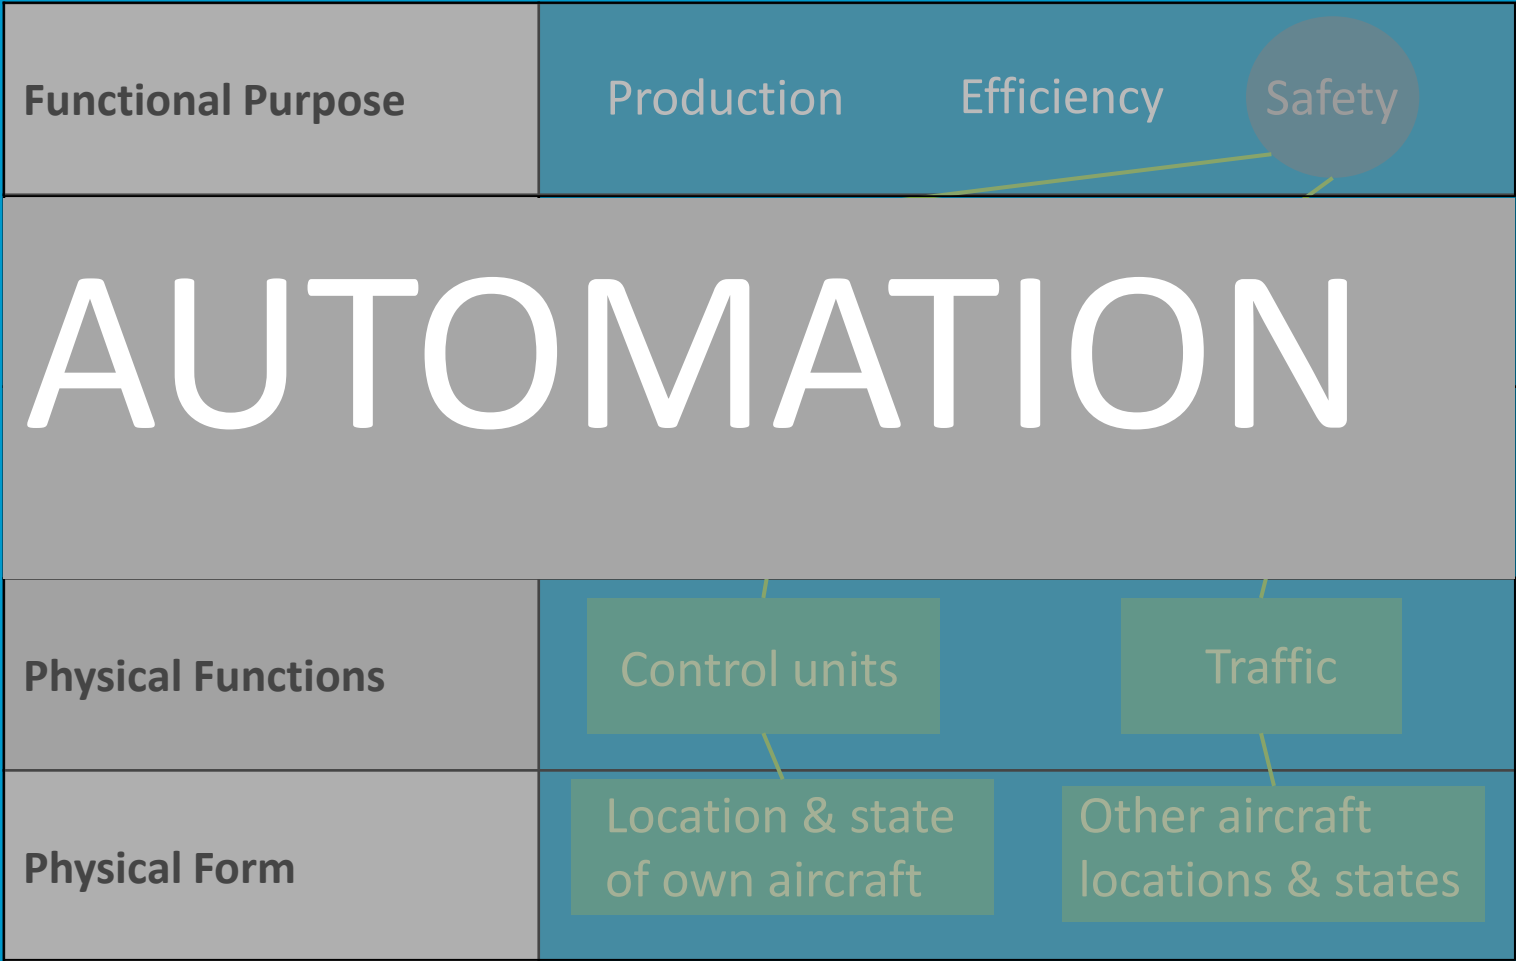 Functional Purpose
Production
Efficiency
Safety
AUTOMATION
Physical Functions
Control units
Traffic
Physical Form
Location & state
of own aircraft
Other aircraft
locations & states